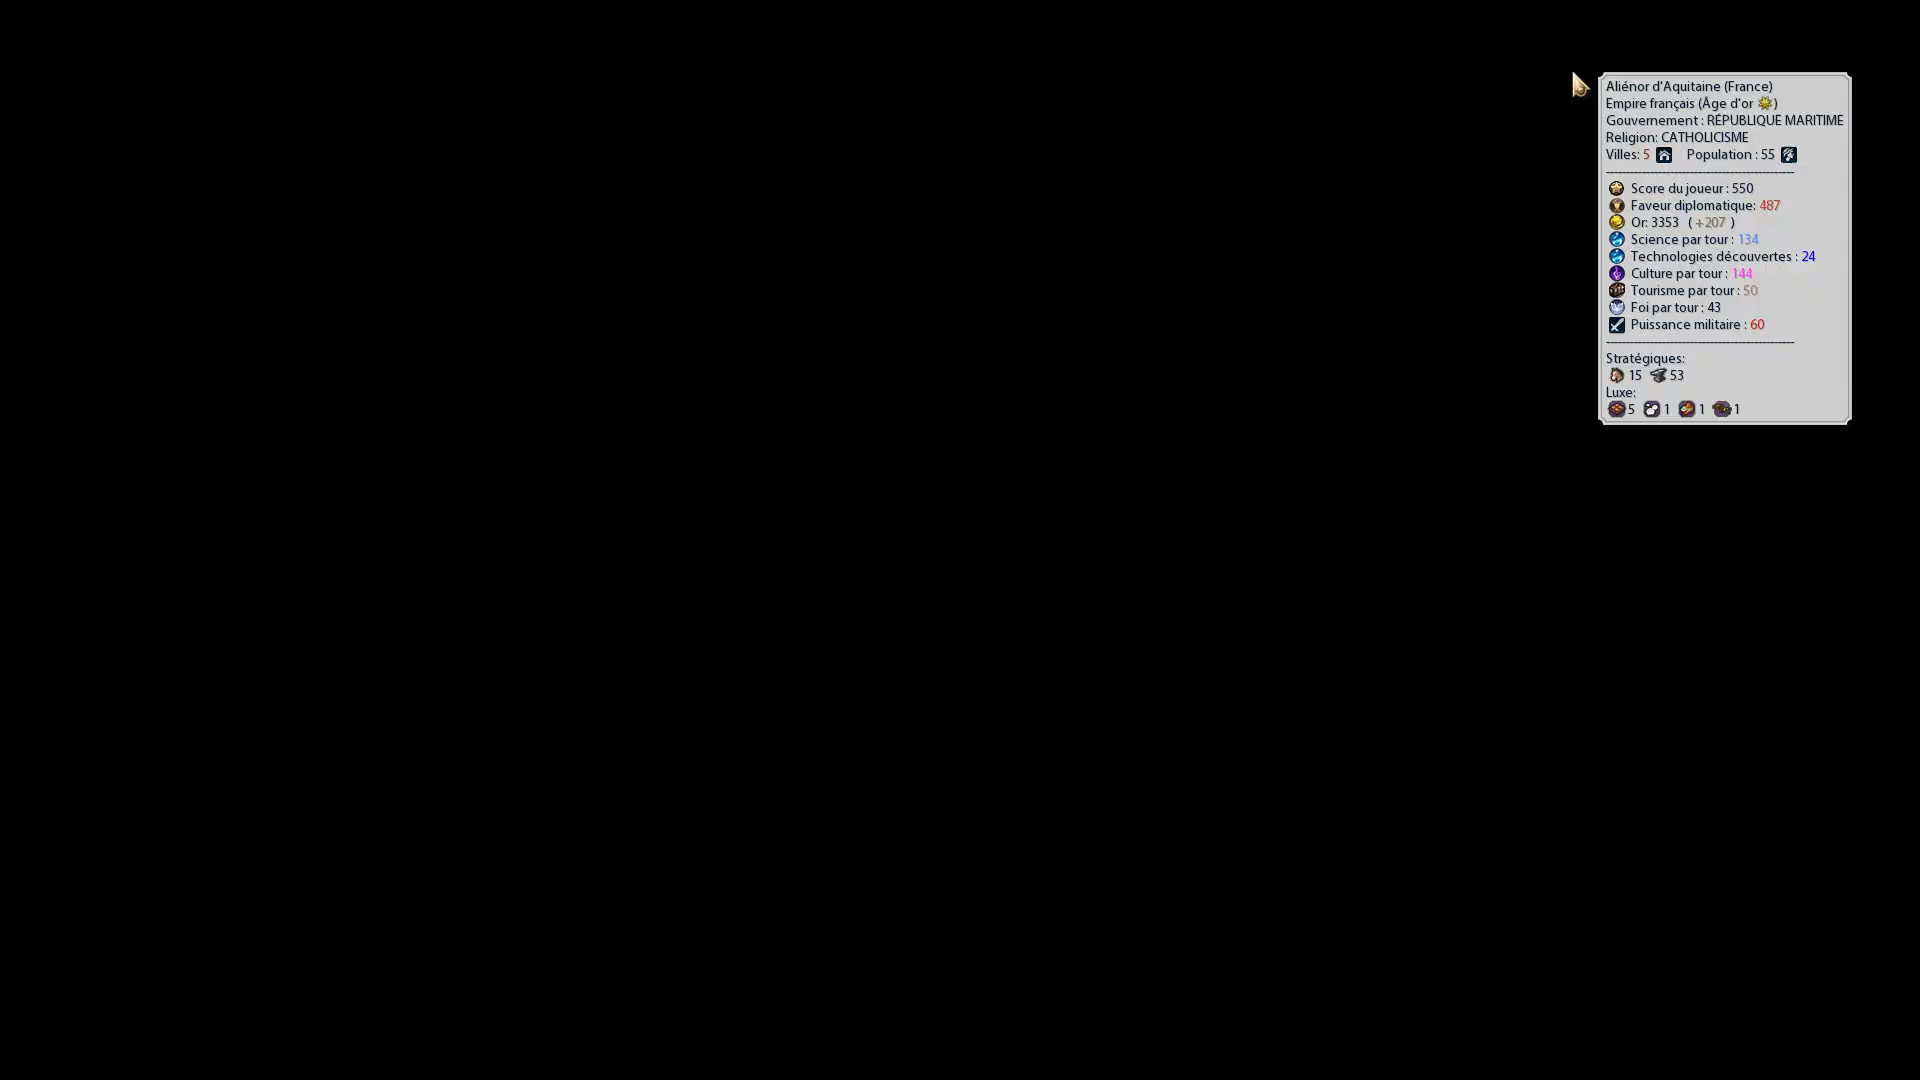 Aliénor d'Aquitaine (France)
Empire français (Âge d'or )
Gouvernement : RÉPUBLIQUE MARITIME
Religion: CATHOLICISME
Villes: 5 Population : 55
------------------------------------------------
Score du joueur : 550
Faveur diplomatique: 487
Or: 3353 ( +207 )
Science par tour : 134
Technologies découvertes : 24
Culture par tour : 144
Tourisme par tour : 50
Foi par tour : 43
Puissance militaire : 60
------------------------------------------------
Stratégiques:
15 53
Luxe:
5 1 1 1